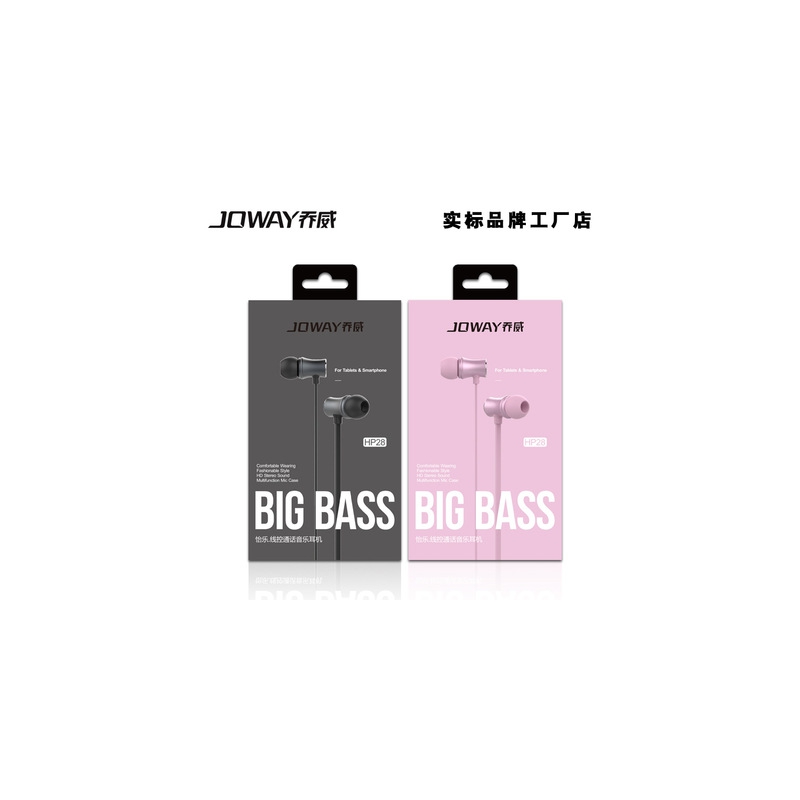 JOWAY乔威
实标品牌工厂店
JOWAY乔威
For Tablets & Smartphone
HP28
Comfortable Wearing
Fashionable Style
HD Stereo Sound
Multifunction Mic Case
BIG BASS
怡乐.线控通话音乐耳机
JOWAY乔威
For Tablets & Smartphone
HP28
Comfortable Wearing
Fashionable Style
HD Stereo Sound
Multifunction Mic Case
BIG BASS
怡乐.线控通话音乐耳机